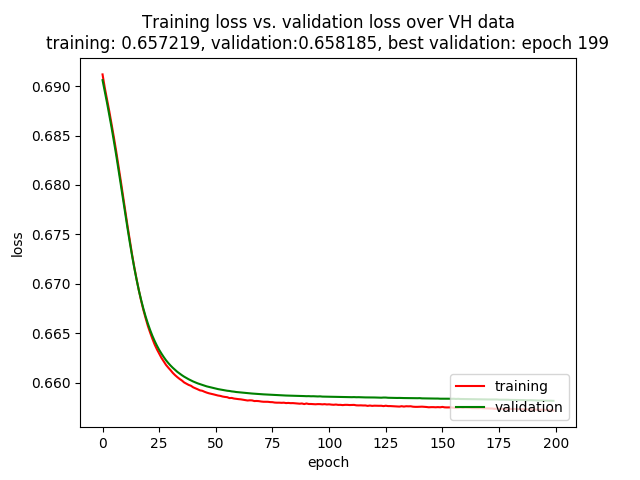 Training loss vs. validation loss over VH data
training: 0.657219, validation:0.658185, best validation: epoch 199
0.690
0.685
0.680
0.675
0.670
0.665
0.660
loss
training
validation
0 25 50 75 100 125 150 175 200
epoch